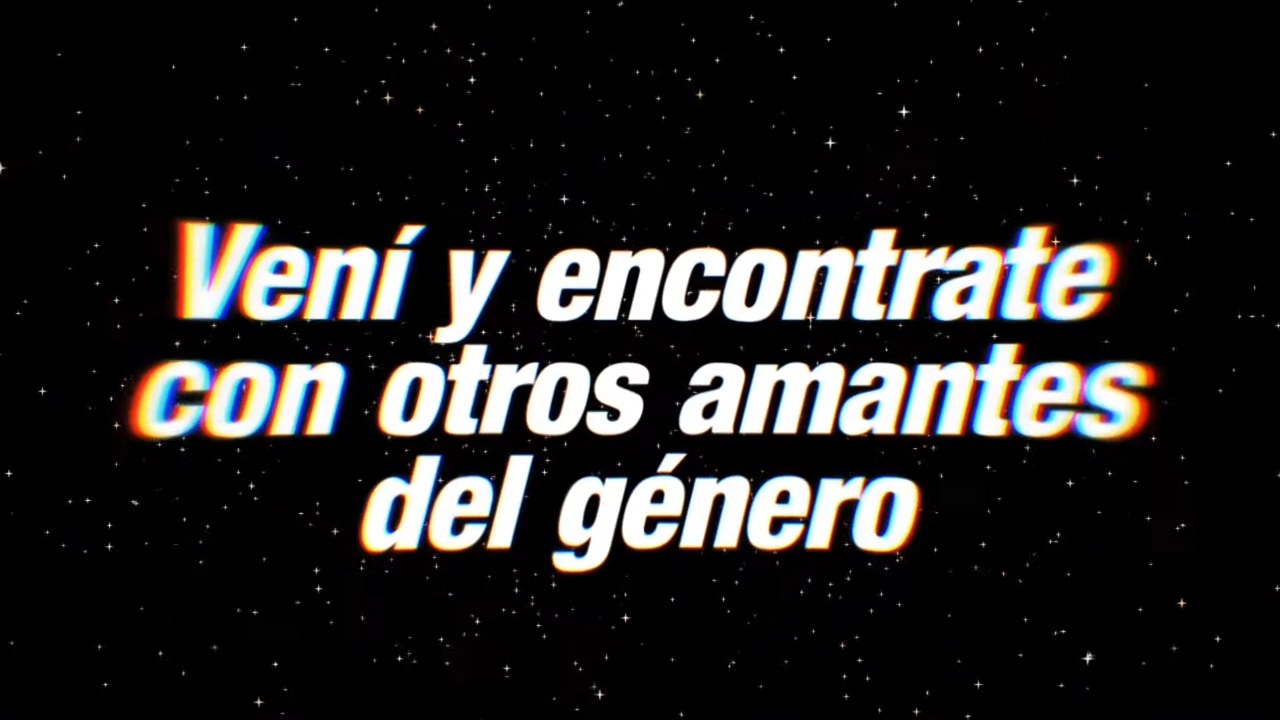 Vení y encontrate
con otros amantes
del género